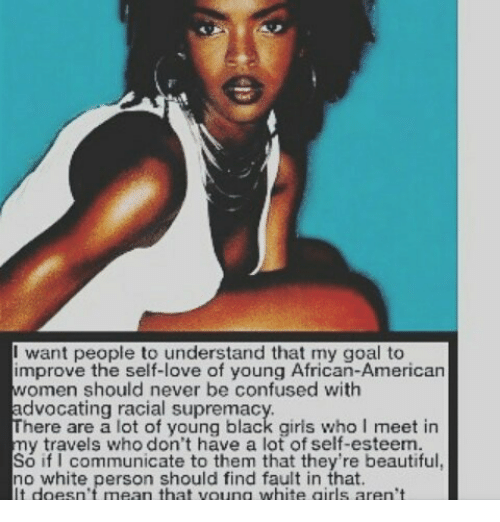 I want people to understand that my goal to
improve the self-love of young African-American
women should never be confused with
advocating racial supremacy.
There are a lot of young black girls who I meet in
my travels who don't have a lot of self-esteem.
So if I communicate to them that they're beautiful,
no white person should find fault in that.
It doesn't mean that young white girls aren't